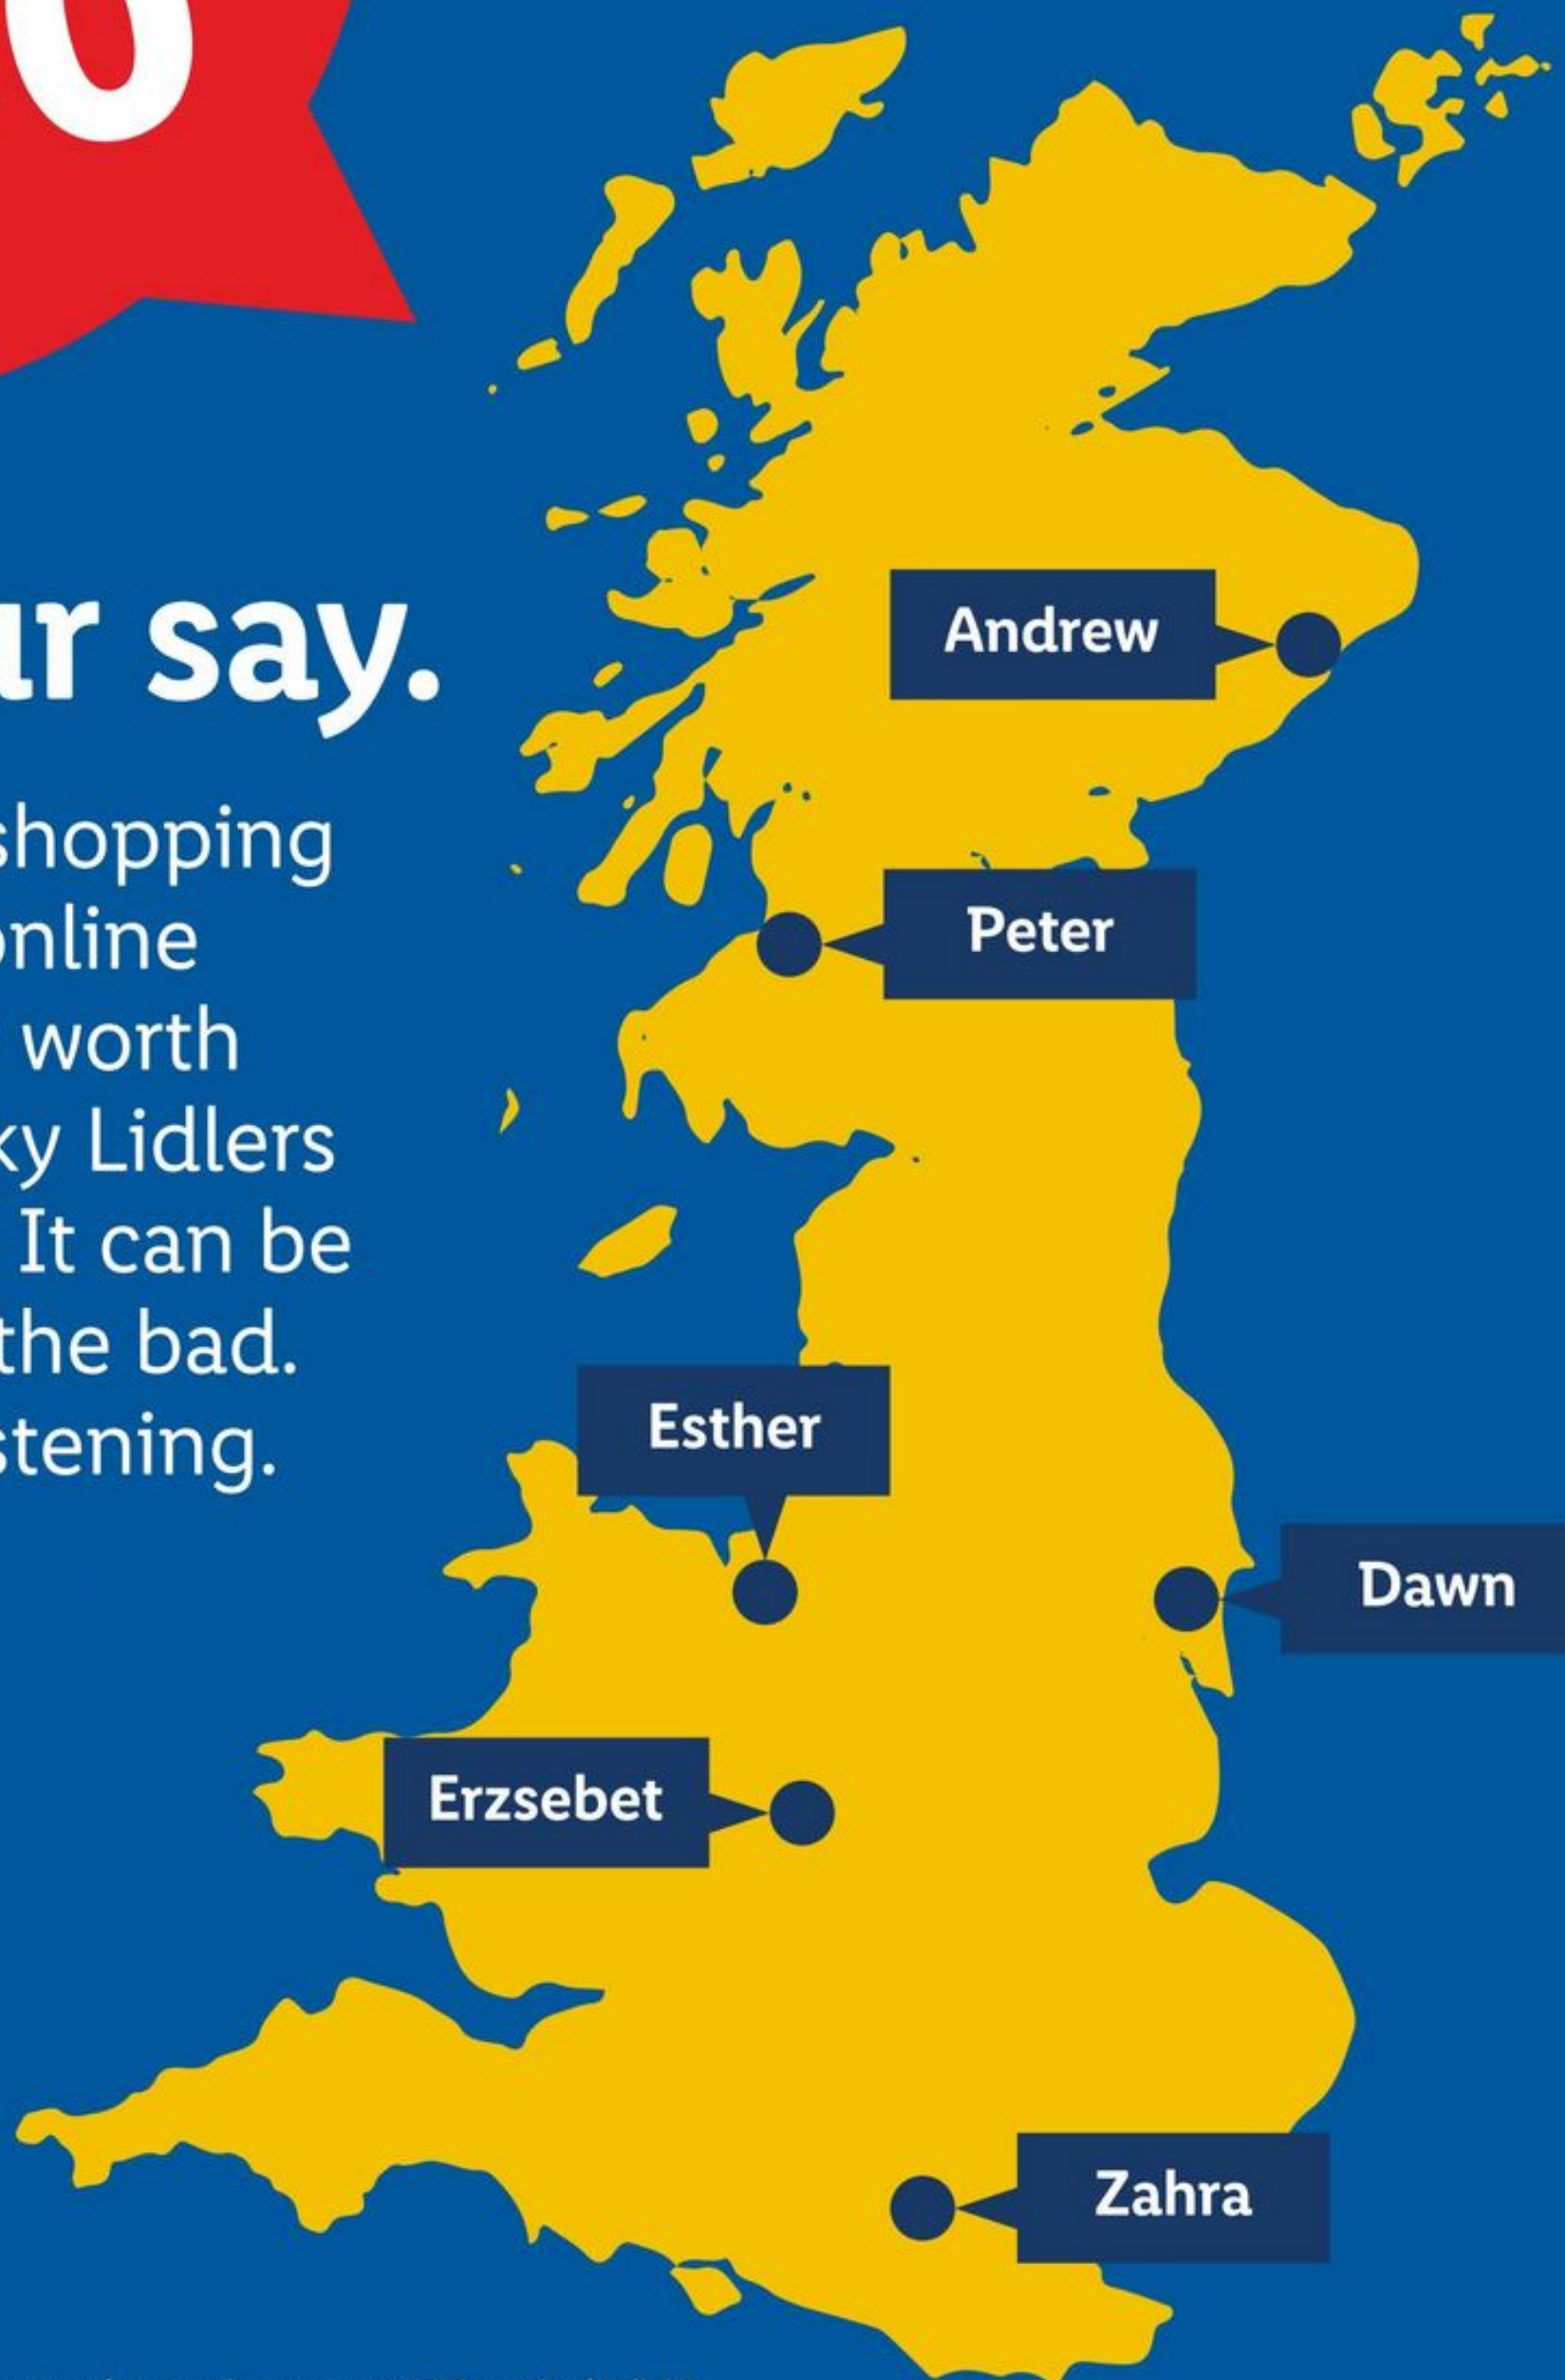 0
ur say.
shopping
online
worth
ky Lidlers
It can be
the bad.
stening.
Andrew
Peter
Esther
Dawn
Erzsebet
Zahra